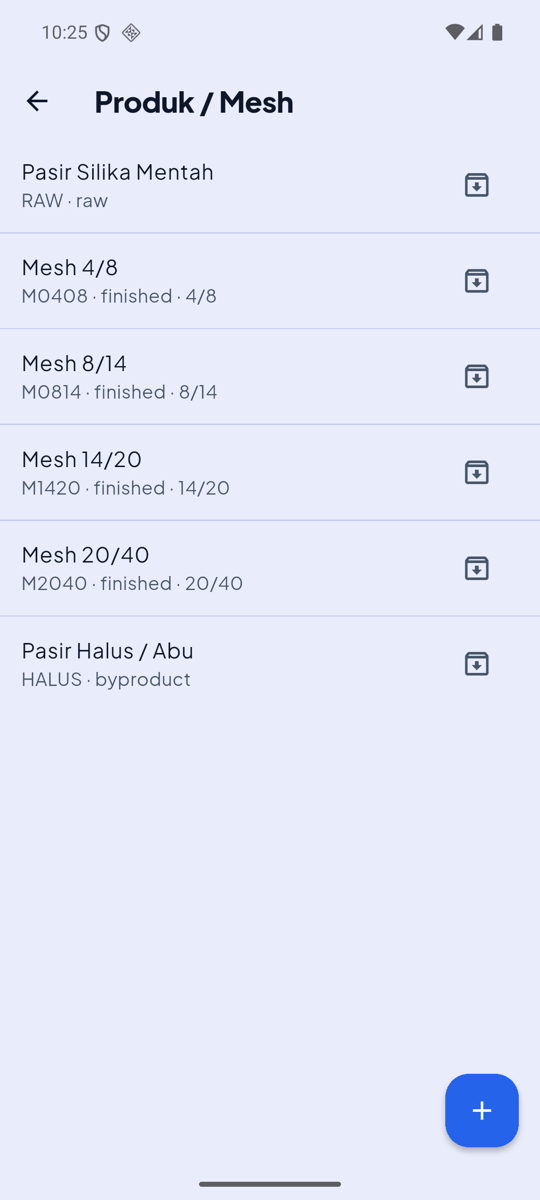 10:25
Produk / Mesh
Pasir Silika Mentah
RAW · raw
Mesh 4/8
M0408 · finished · 4/8
Mesh 8/14
M0814 · finished · 8/14
Mesh 14/20
M1420 · finished · 14/20
Mesh 20/40
M2040 · finished · 20/40
Pasir Halus / Abu
HALUS · byproduct